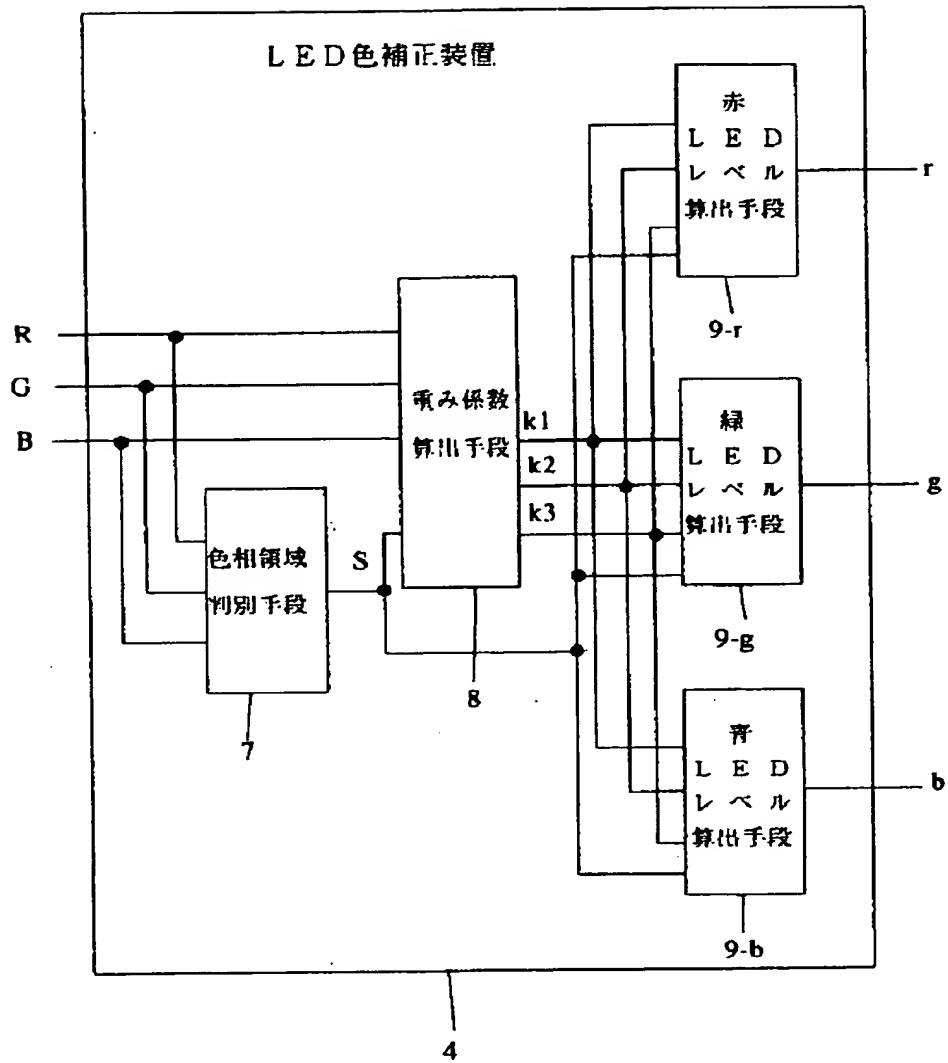 LED色補正装置
赤
LED
レベル
算出手段
r
9-r
R
G
B
重み係数
算出手段
k1
k2
k3
8
緑
LED
レベル
算出手段
g
9-g
色相領域
判別手段
S
7
青
LED
レベル
算出手段
b
9-b
4